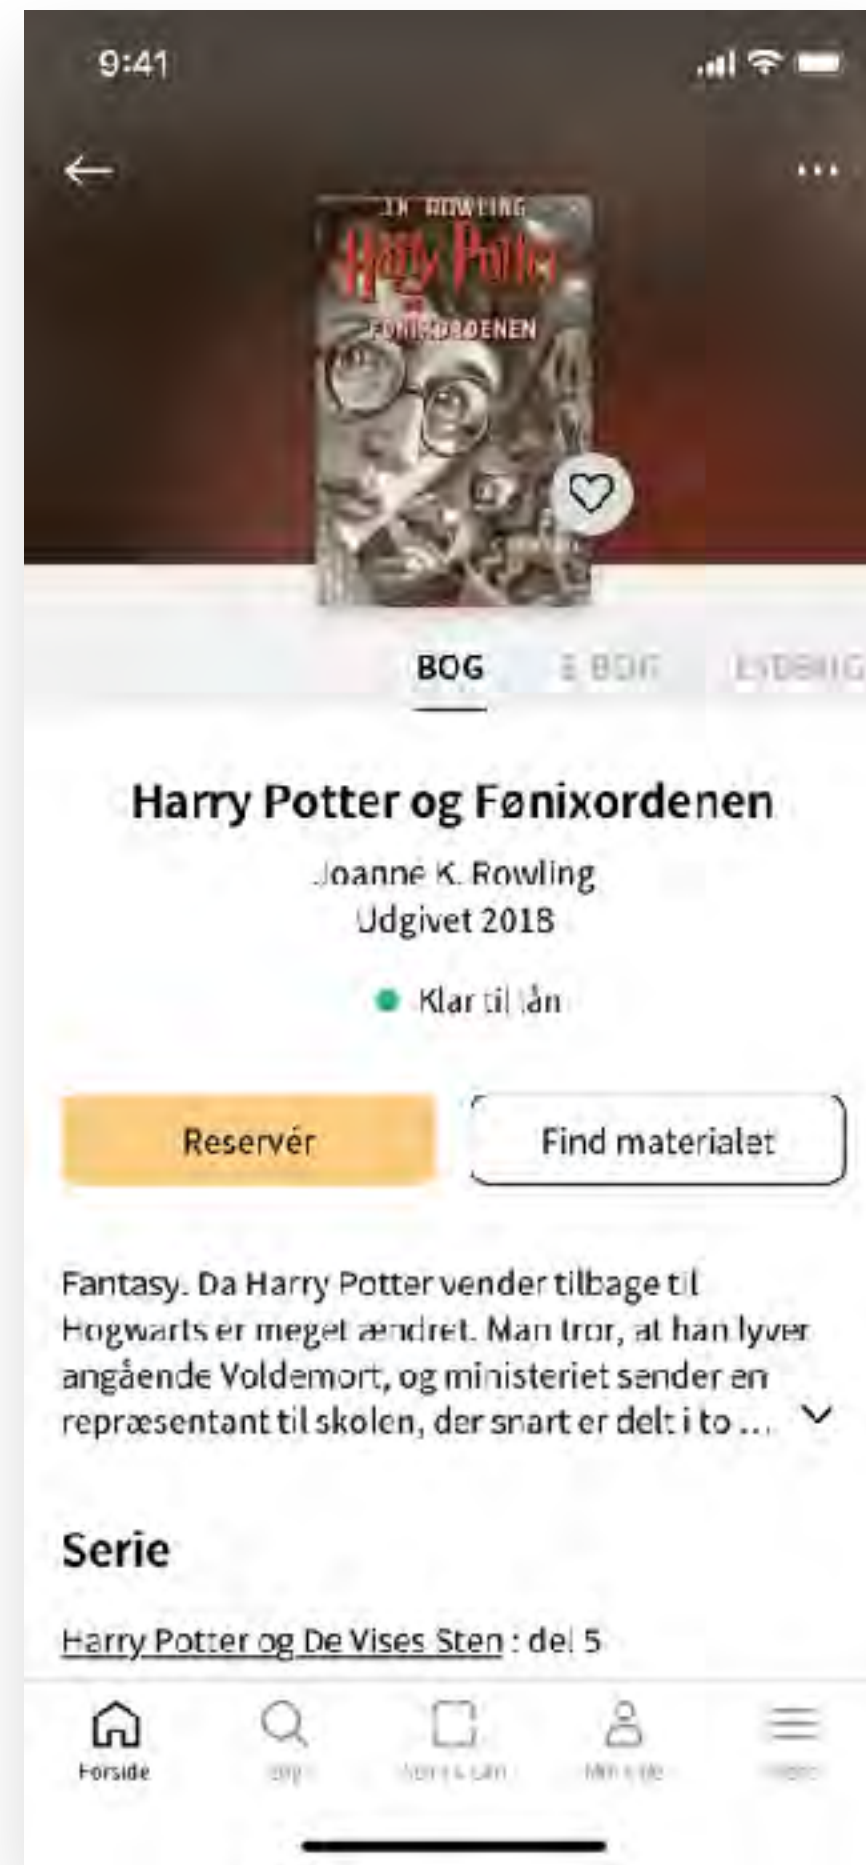 9:41
J.K. ROWLING
Harry Potter
og
FØNIXORDENEN
BOG
E-BOG
LYDBOG
Harry Potter og Fønixordenen
Joanne K. Rowling
Udgivet 2018
Klar til lån
Reservér
Find materialet
Fantasy. Da Harry Potter vender tilbage til
Hogwarts er meget ændret. Man tror, at han lyver
angående Voldemort, og ministeriet sender en
repræsentant til skolen, der snart er delt i to ...
Serie
Harry Potter og De Vises Sten : del 5
Forside